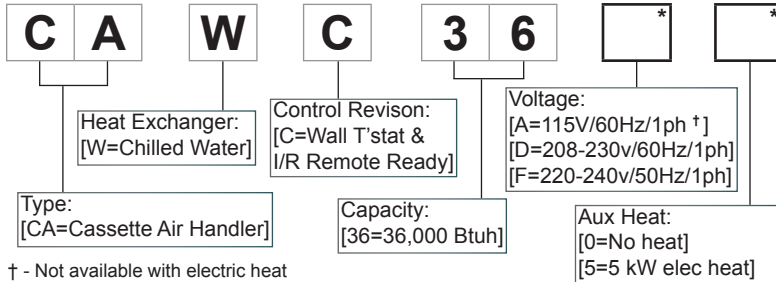 C A W C 3 6 * *
Heat Exchanger:
[W=Chilled Water]
Control Revison:
[C=Wall T'stat &
I/R Remote Ready]
Voltage:
[A=115V/60Hz/1ph †]
[D=208-230v/60Hz/1ph]
[F=220-240v/50Hz/1ph]
Type:
[CA=Cassette Air Handler]
Capacity:
[36=36,000 Btuh]
Aux Heat:
[0=No heat]
[5=5 kW elec heat]
† - Not available with electric heat